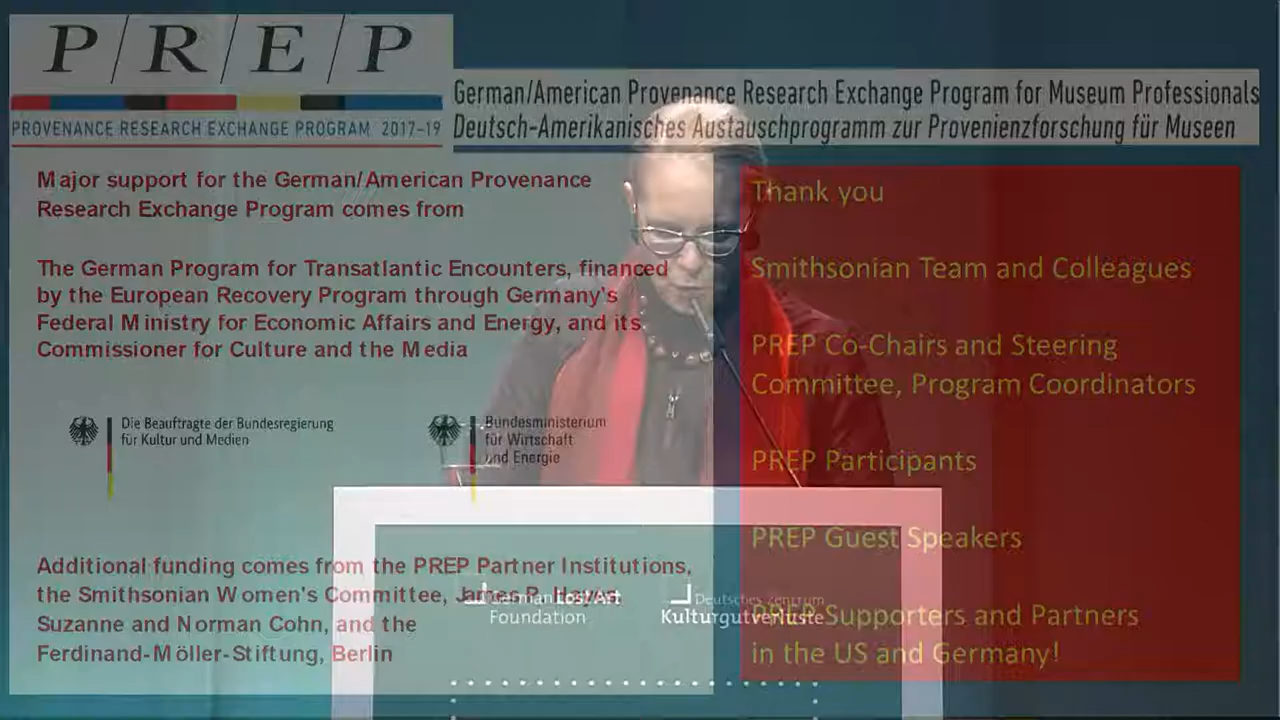 P/R/E/P
PROVENANCE RESEARCH EXCHANGE PROGRAM 2017–19
German/American Provenance Research Exchange Program for Museum Professionals
Deutsch-Amerikanisches Austauschprogramm zur Provenienzforschung für Museen
Major support for the German/American Provenance
Research Exchange Program comes from
The German Program for Transatlantic Encounters, financed
by the European Recovery Program through Germany's
Federal Ministry for Economic Affairs and Energy, and its
Commissioner for Culture and the Media
Die Beauftragte der Bundesregierung
für Kultur und Medien
Bundesministerium
für Wirtschaft
und Energie
Additional funding comes from the PREP Partner Institutions,
the Smithsonian Women's Committee, James P. Hayes,
Suzanne and Norman Cohn, and the
Ferdinand-Möller-Stiftung, Berlin
Thank you
Smithsonian Team and Colleagues
PREP Co-Chairs and Steering
Committee, Program Coordinators
PREP Participants
PREP Guest Speakers
PREP Supporters and Partners
in the US and Germany!
German Lost Art
Foundation
Deutsches Zentrum
Kulturgutverluste